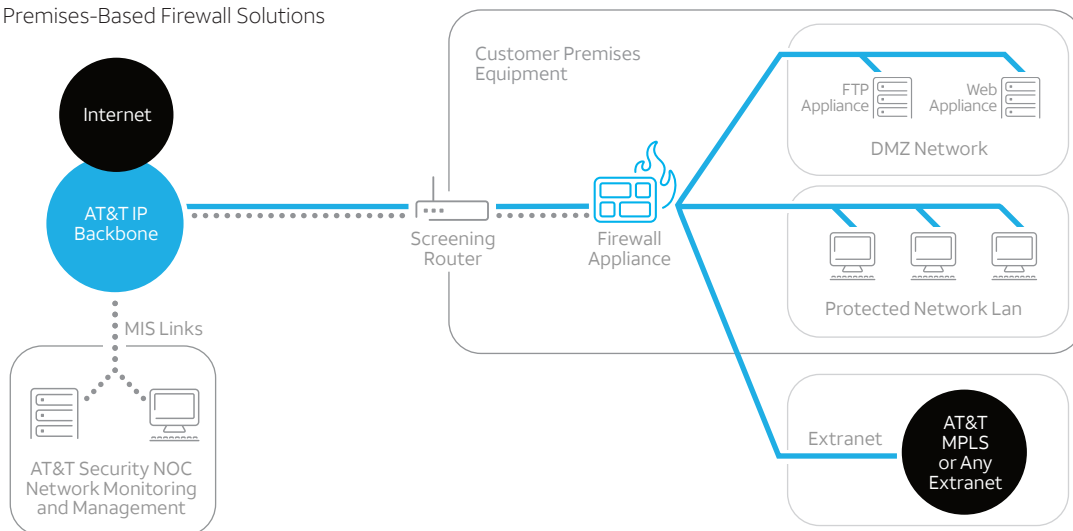 Premises-Based Firewall Solutions
Customer Premises
Equipment
Internet
AT&T IP
Backbone
Screening
Router
Firewall
Appliance
FTP
Appliance
Web
Appliance
DMZ Network
Protected Network Lan
MIS Links
AT&T Security NOC
Network Monitoring
and Management
Extranet
AT&T
MPLS
or Any
Extranet